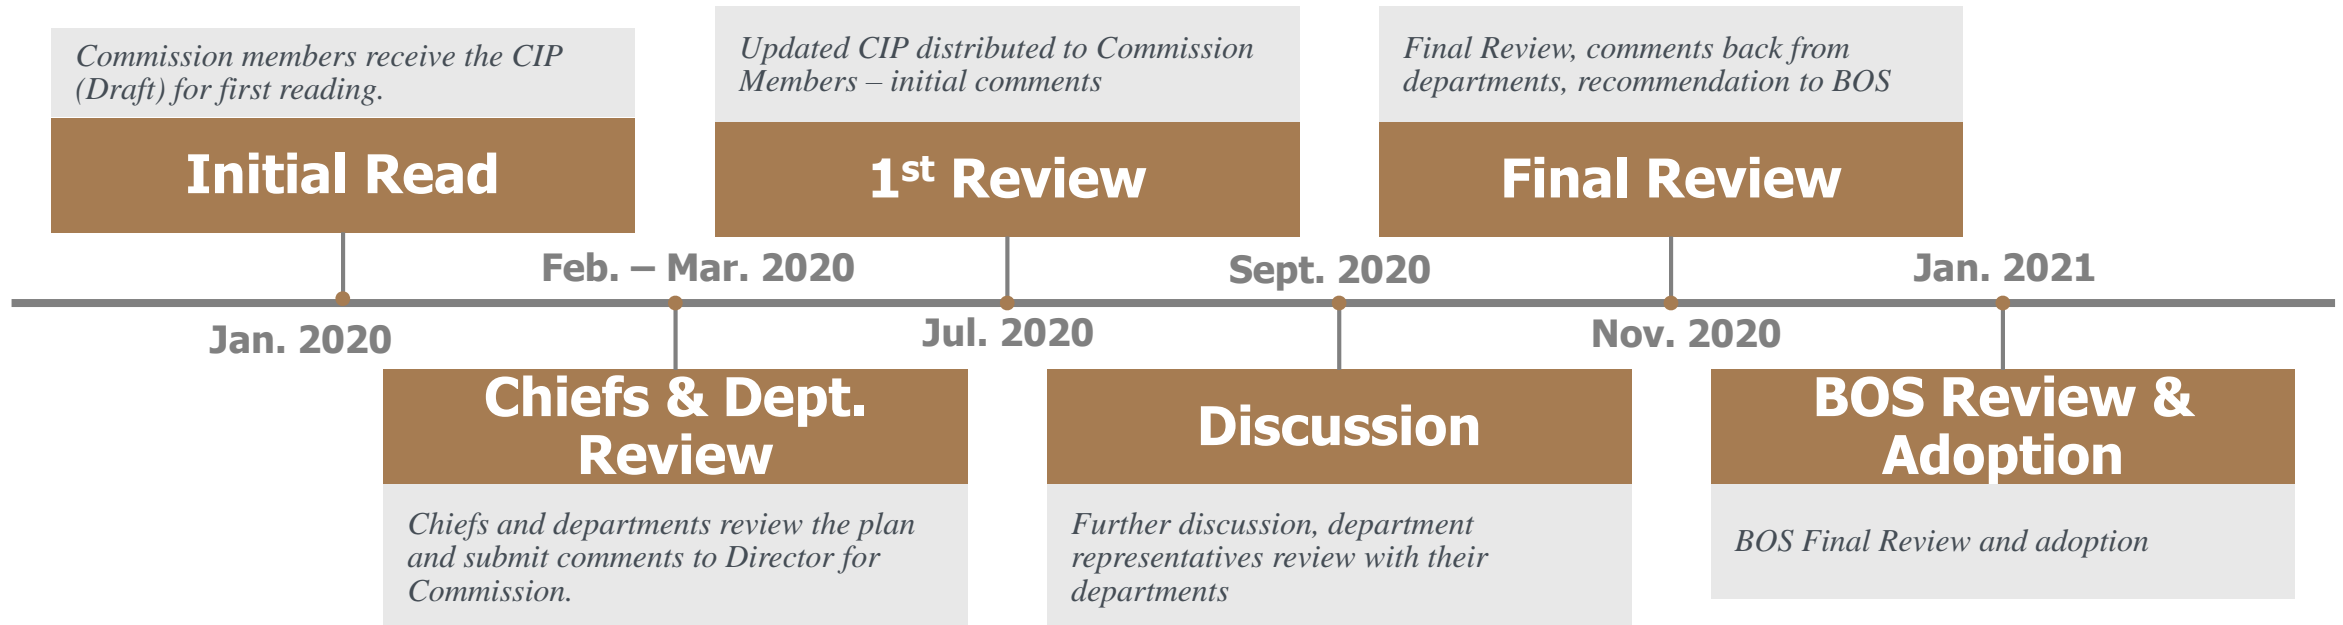 Commission members receive the CIP
(Draft) for first reading.
Initial Read
Jan. 2020
Feb. – Mar. 2020
Chiefs & Dept.
Review
Chiefs and departments review the plan
and submit comments to Director for
Commission.
Updated CIP distributed to Commission
Members – initial comments
1st Review
Jul. 2020
Sept. 2020
Discussion
Further discussion, department
representatives review with their
departments
Final Review, comments back from
departments, recommendation to BOS
Final Review
Nov. 2020
Jan. 2021
BOS Review &
Adoption
BOS Final Review and adoption